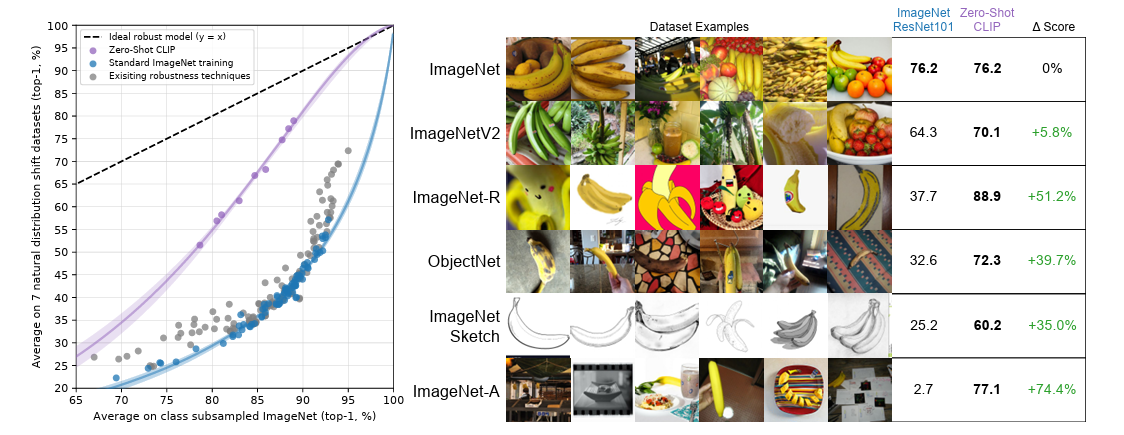 Average on 7 natural distribution shift datasets (top-1, %)
100
95
90
85
80
75
70
65
60
55
50
45
40
35
30
25
20
Ideal robust model (y = x)
Zero-Shot CLIP
Standard ImageNet training
Exisiting robustness techniques
65 70 75 80 85 90 95 100
Average on class subsampled ImageNet (top-1, %)
Dataset Examples
ImageNet
ResNet101
Zero-Shot
CLIP
Δ Score
ImageNet 76.2 76.2 0%
ImageNetV2 64.3 70.1 +5.8%
ImageNet-R 37.7 88.9 +51.2%
ObjectNet 32.6 72.3 +39.7%
ImageNet
Sketch 25.2 60.2 +35.0%
ImageNet-A 2.7 77.1 +74.4%